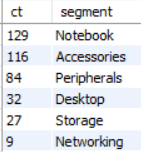 ct segment
129 Notebook
116 Accessories
84 Peripherals
32 Desktop
27 Storage
9 Networking